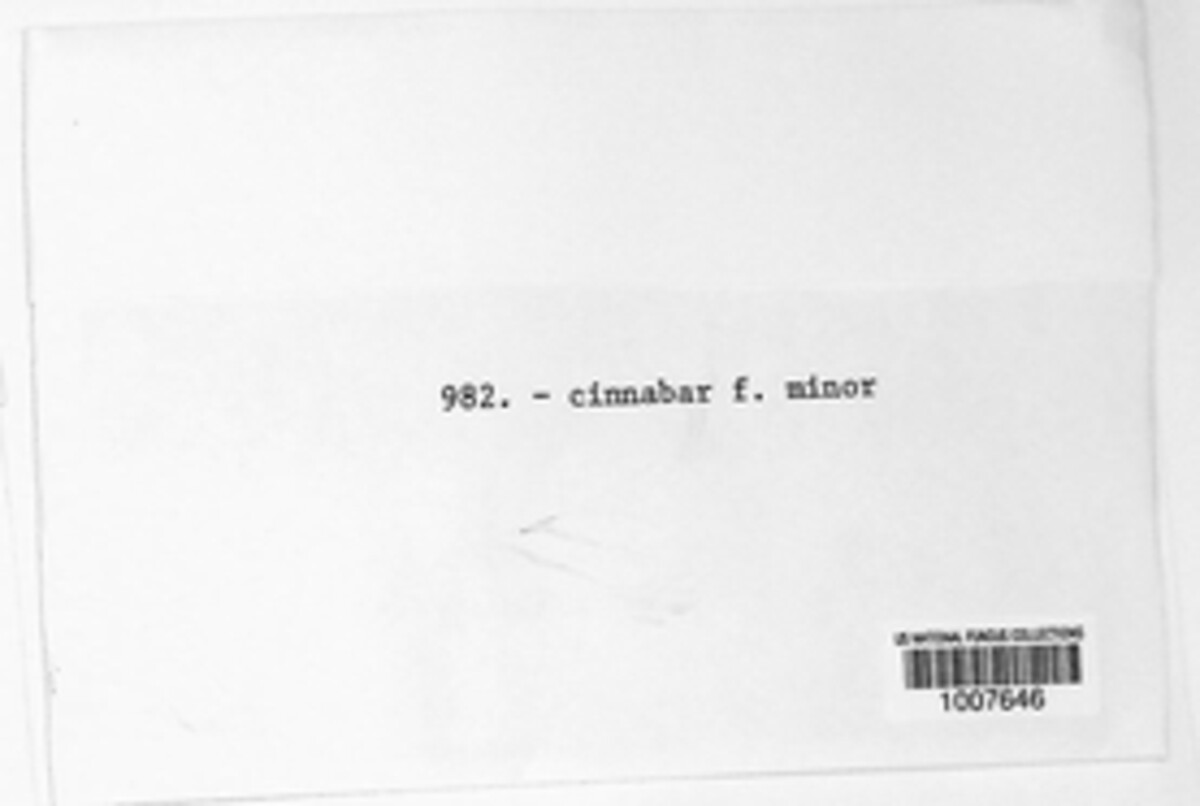 982. - cinnabar f. minor
US NATIONAL FUNGUS COLLECTIONS
1007646